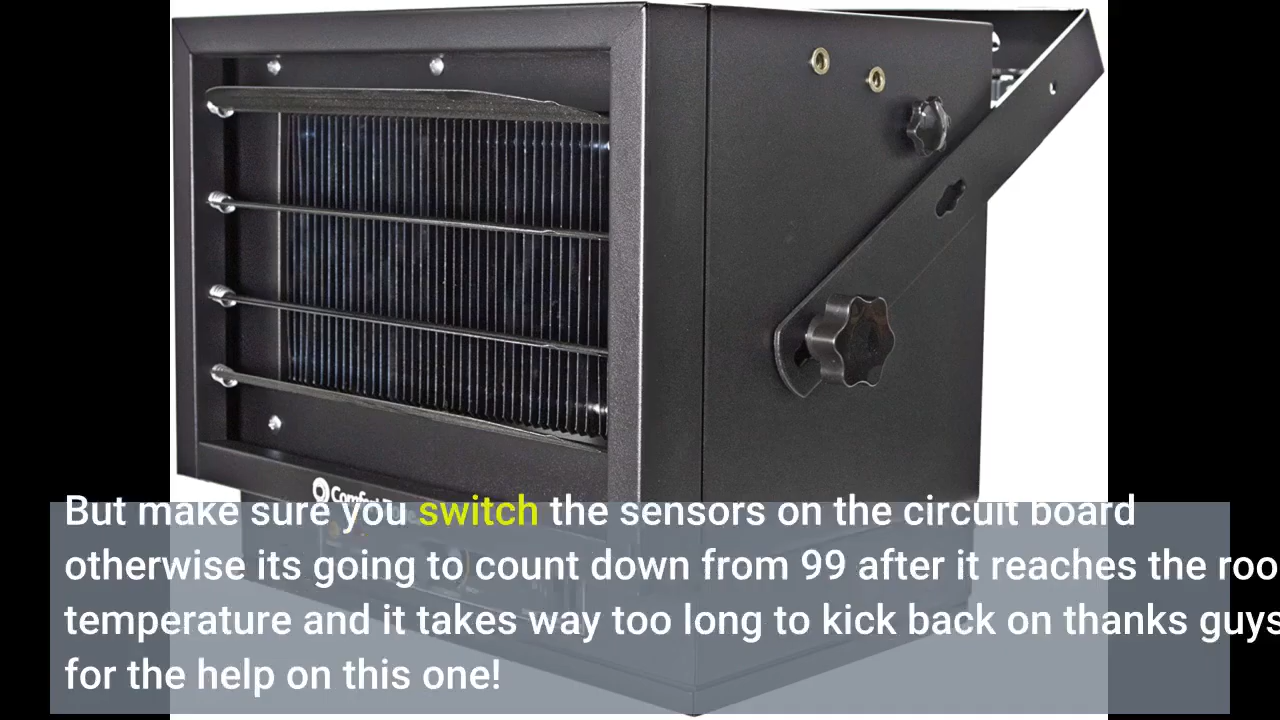 Comfort
But make sure you switch the sensors on the circuit board
otherwise its going to count down from 99 after it reaches the roo
temperature and it takes way too long to kick back on thanks guys
for the help on this one!